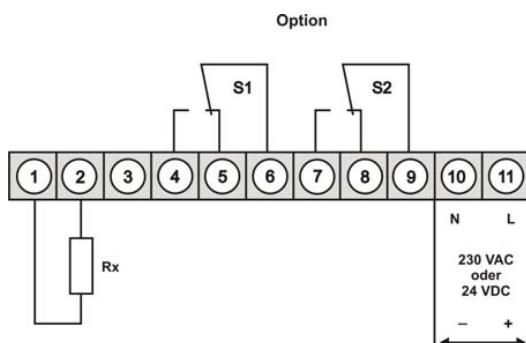 Option
S1 S2
1 2 3 4 5 6 7 8 9 10 11
N L
Rx
230 VAC
oder
24 VDC
– +